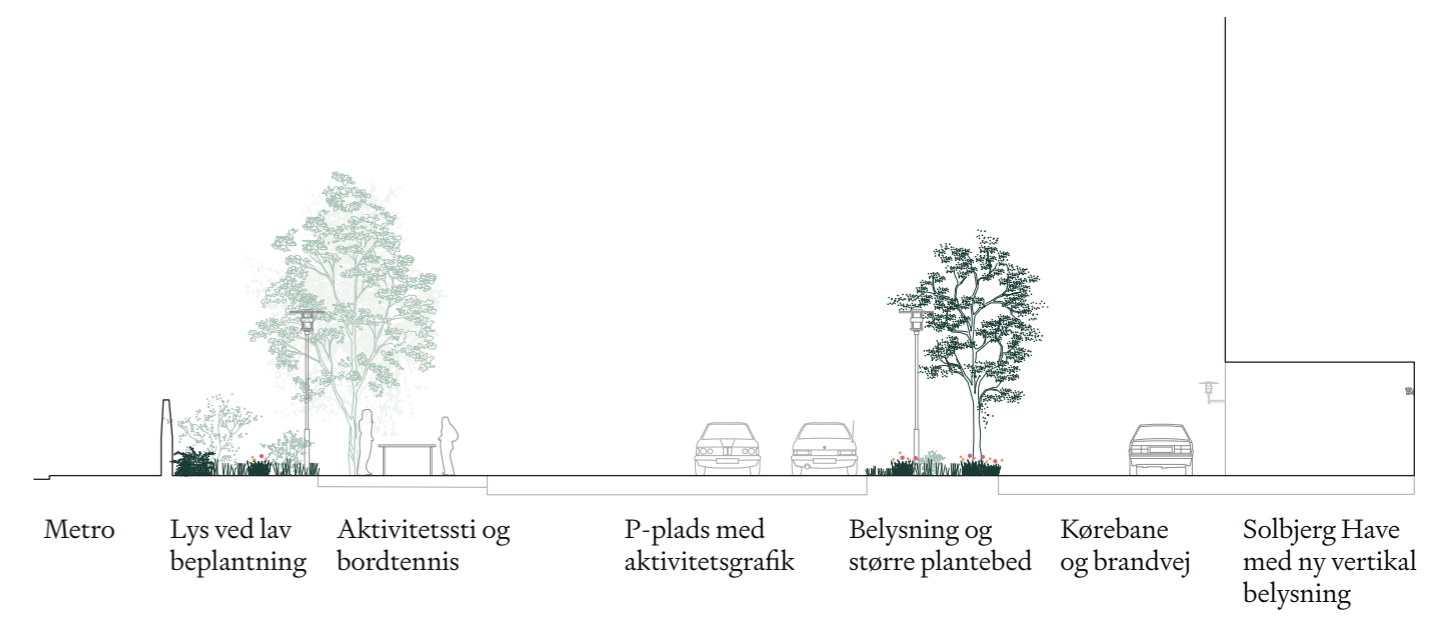 Metro
Lys ved lav
beplantning
Aktivitetssti og
bordtennis
P-plads med
aktivitetsgrafik
Belysning og
større plantebed
Kørebane
og brandvej
Solbjerg Have
med ny vertikal
belysning